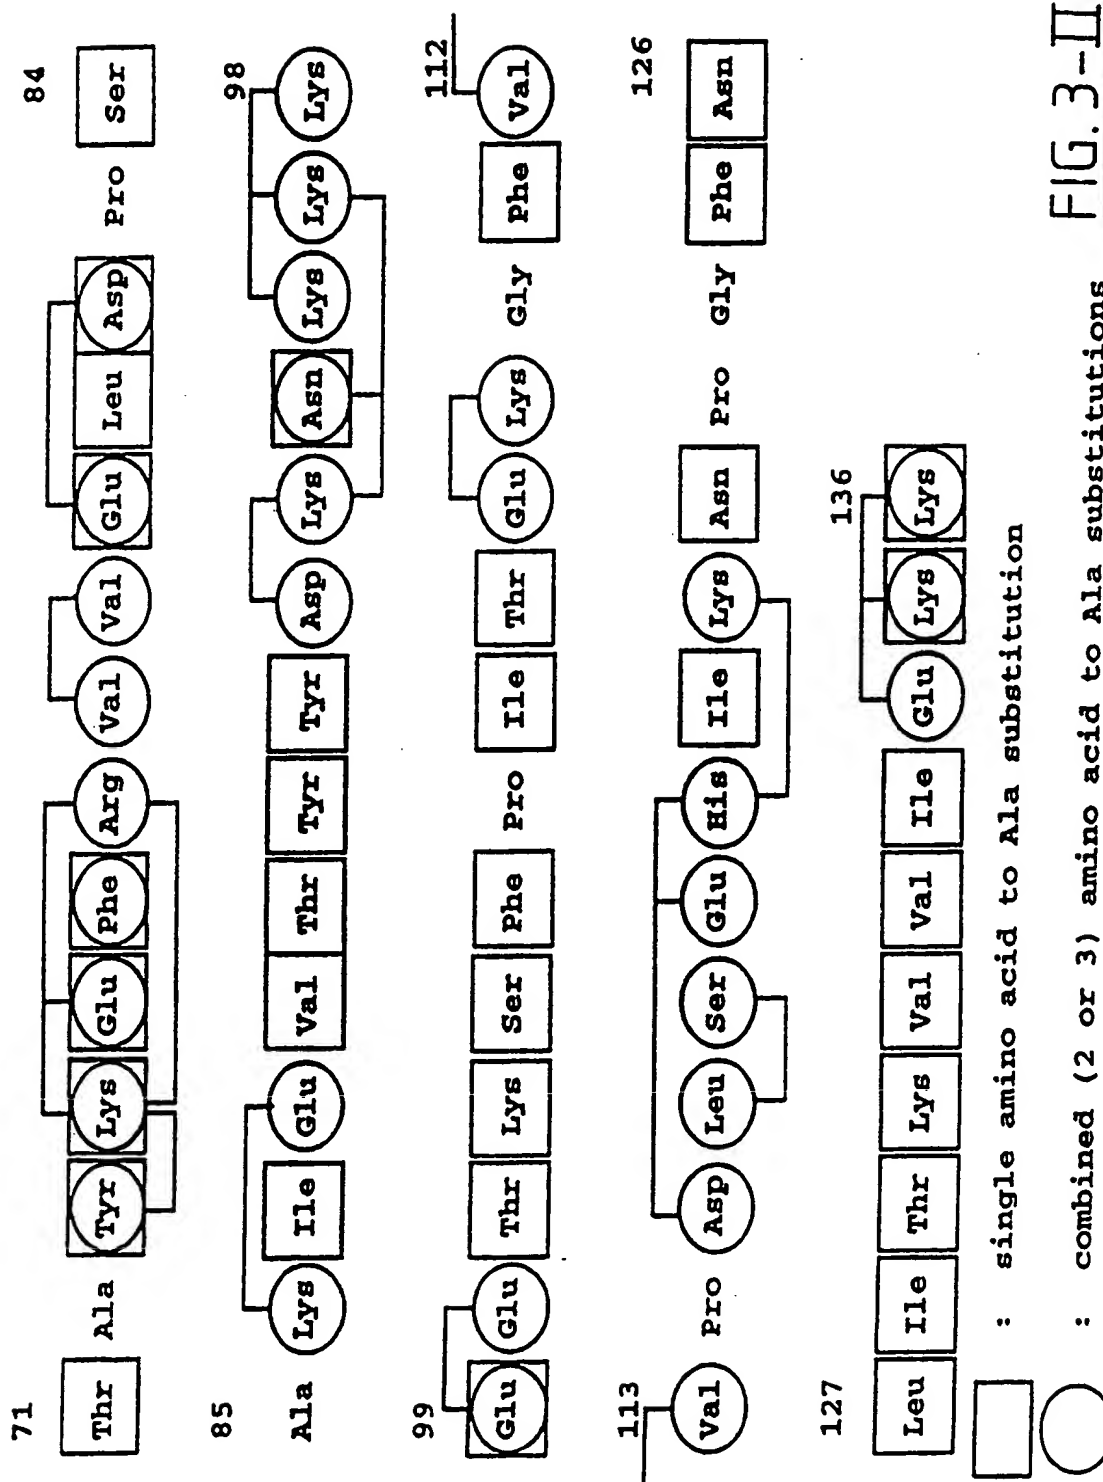 71 84
Thr Ala Tyr Lys Glu Phe Arg Val Val Glu Leu Asp Pro Ser
85 98
Ala Lys Ile Glu Val Thr Tyr Tyr Asp Lys Asn Lys Lys Lys
99 112
Glu Glu Thr Lys Ser Phe Pro Ile Thr Glu Lys Gly Phe Val
113 126
Val Pro Asp Leu Ser Glu His Ile Lys Asn Pro Gly Phe Asn
127 136
Leu Ile Thr Lys Val Val Ile Glu Lys Lys
: single amino acid to Ala substitution
: combined (2 or 3) amino acid to Ala substitutions
FIG. 3-II